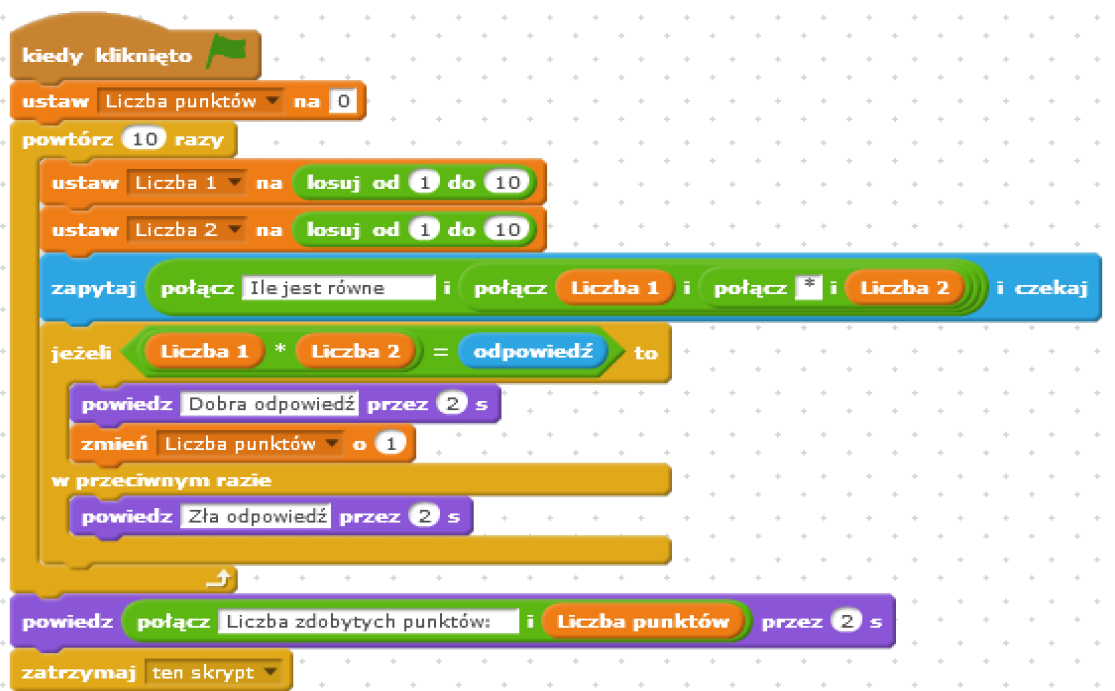 kiedy kliknięto
ustaw Liczba punktów na 0
powtórz 10 razy
ustaw Liczba 1 na losuj od 1 do 10
ustaw Liczba 2 na losuj od 1 do 10
zapytaj połącz Ile jest równe i połącz Liczba 1 i połącz * i Liczba 2 i czekaj
jeżeli Liczba 1 * Liczba 2 = odpowiedź to
powiedz Dobra odpowiedź przez 2 s
zmień Liczba punktów o 1
w przeciwnym razie
powiedz Zła odpowiedź przez 2 s
powiedz połącz Liczba zdobytych punktów: i Liczba punktów przez 2 s
zatrzymaj ten skrypt